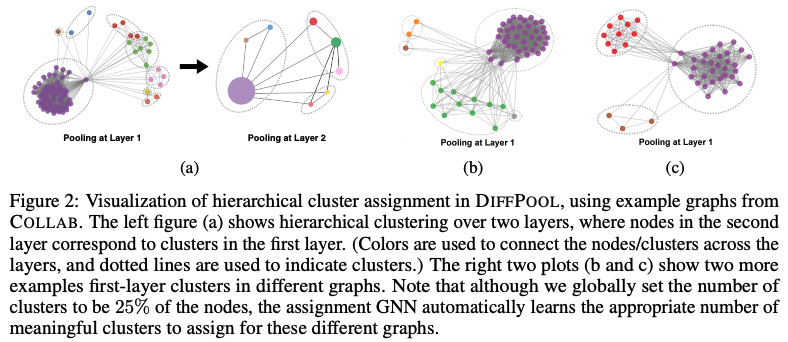 Pooling at Layer 1
Pooling at Layer 2
Pooling at Layer 1
Pooling at Layer 1
(a)
(b)
(c)
Figure 2: Visualization of hierarchical cluster assignment in DIFFPOOL, using example graphs from
COLLAB. The left figure (a) shows hierarchical clustering over two layers, where nodes in the second
layer correspond to clusters in the first layer. (Colors are used to connect the nodes/clusters across the
layers, and dotted lines are used to indicate clusters.) The right two plots (b and c) show two more
examples first-layer clusters in different graphs. Note that although we globally set the number of
clusters to be 25% of the nodes, the assignment GNN automatically learns the appropriate number of
meaningful clusters to assign for these different graphs.